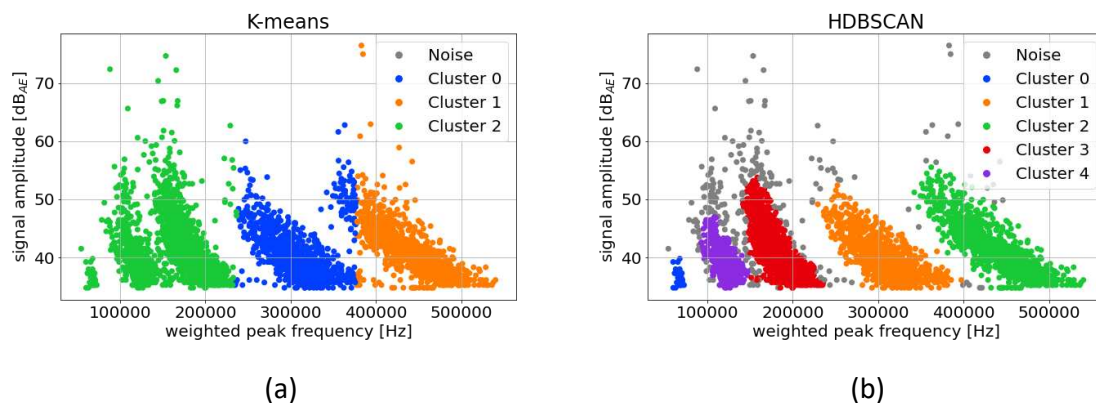 K-means
signal amplitude [dB_AE]
70
60
50
40
Noise
Cluster 0
Cluster 1
Cluster 2
100000 200000 300000 400000 500000
weighted peak frequency [Hz]
(a)
HDBSCAN
signal amplitude [dB_AE]
70
60
50
40
Noise
Cluster 0
Cluster 1
Cluster 2
Cluster 3
Cluster 4
100000 200000 300000 400000 500000
weighted peak frequency [Hz]
(b)